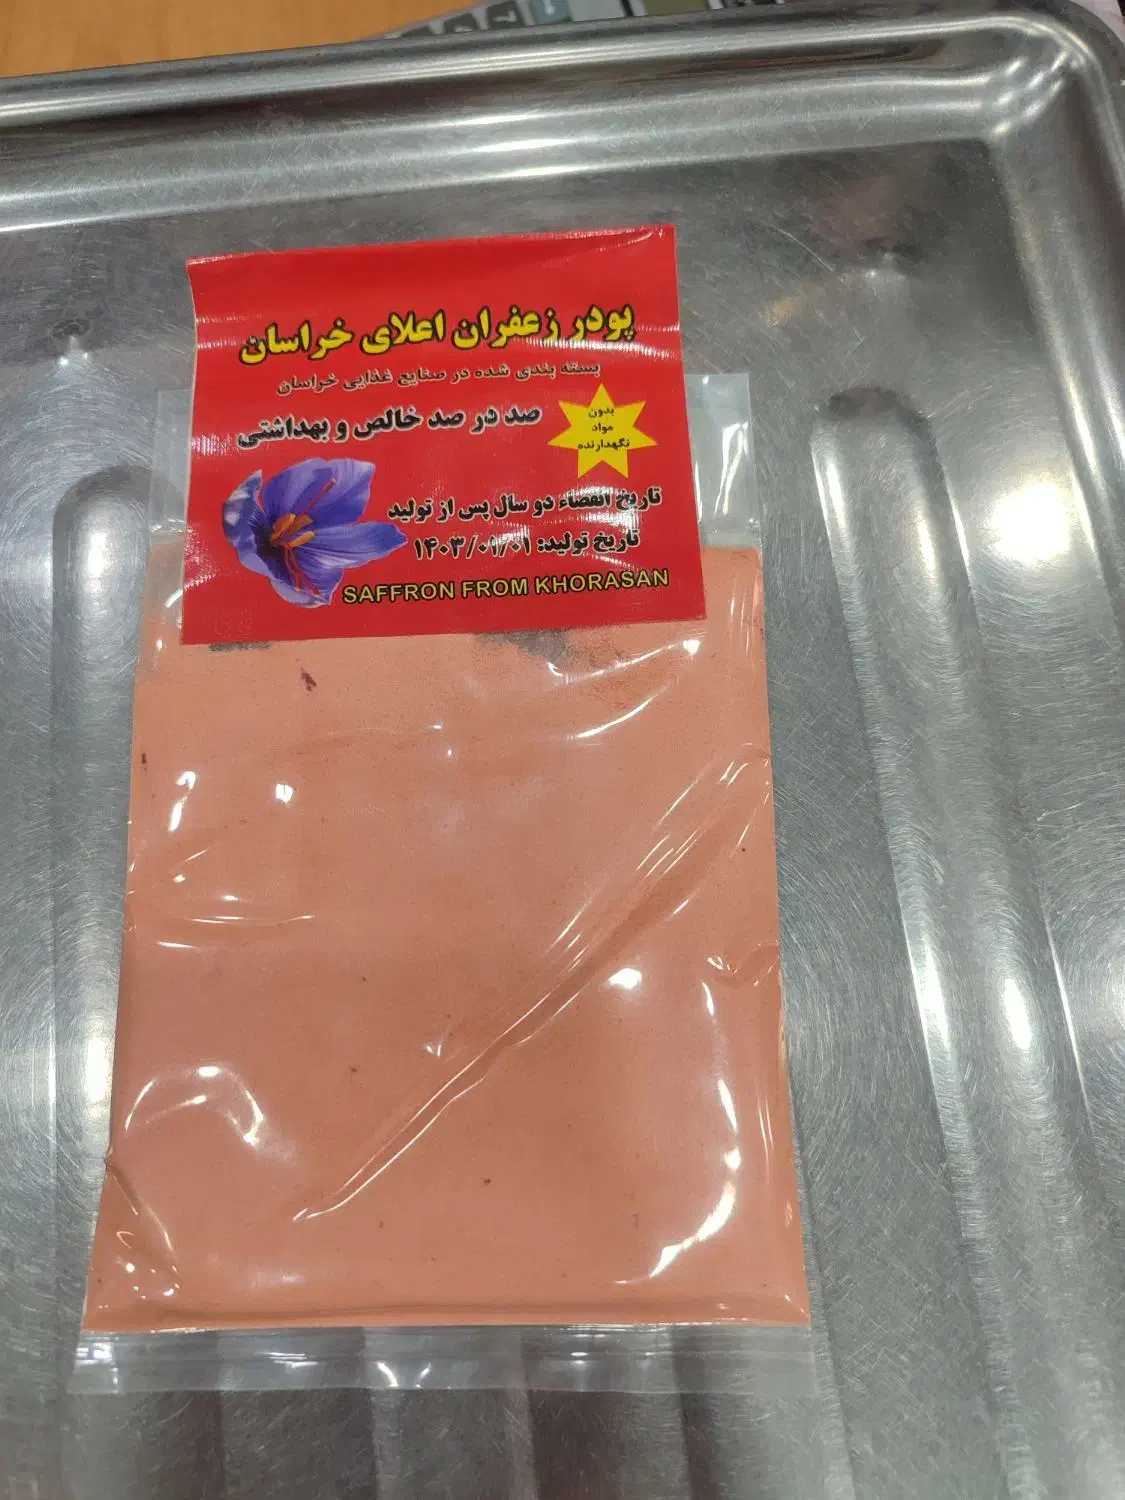 پودر زعفران اعلای خراسان
بسته بندی شده در صنایع غذایی خراسان
صد در صد خالص و بهداشتی
بدون
مواد
نگهدارنده
تاریخ انقضاء دو سال پس از تولید
تاریخ تولید: ۱۴۰۳/۰۱/۰۱
SAFFRON FROM KHORASAN